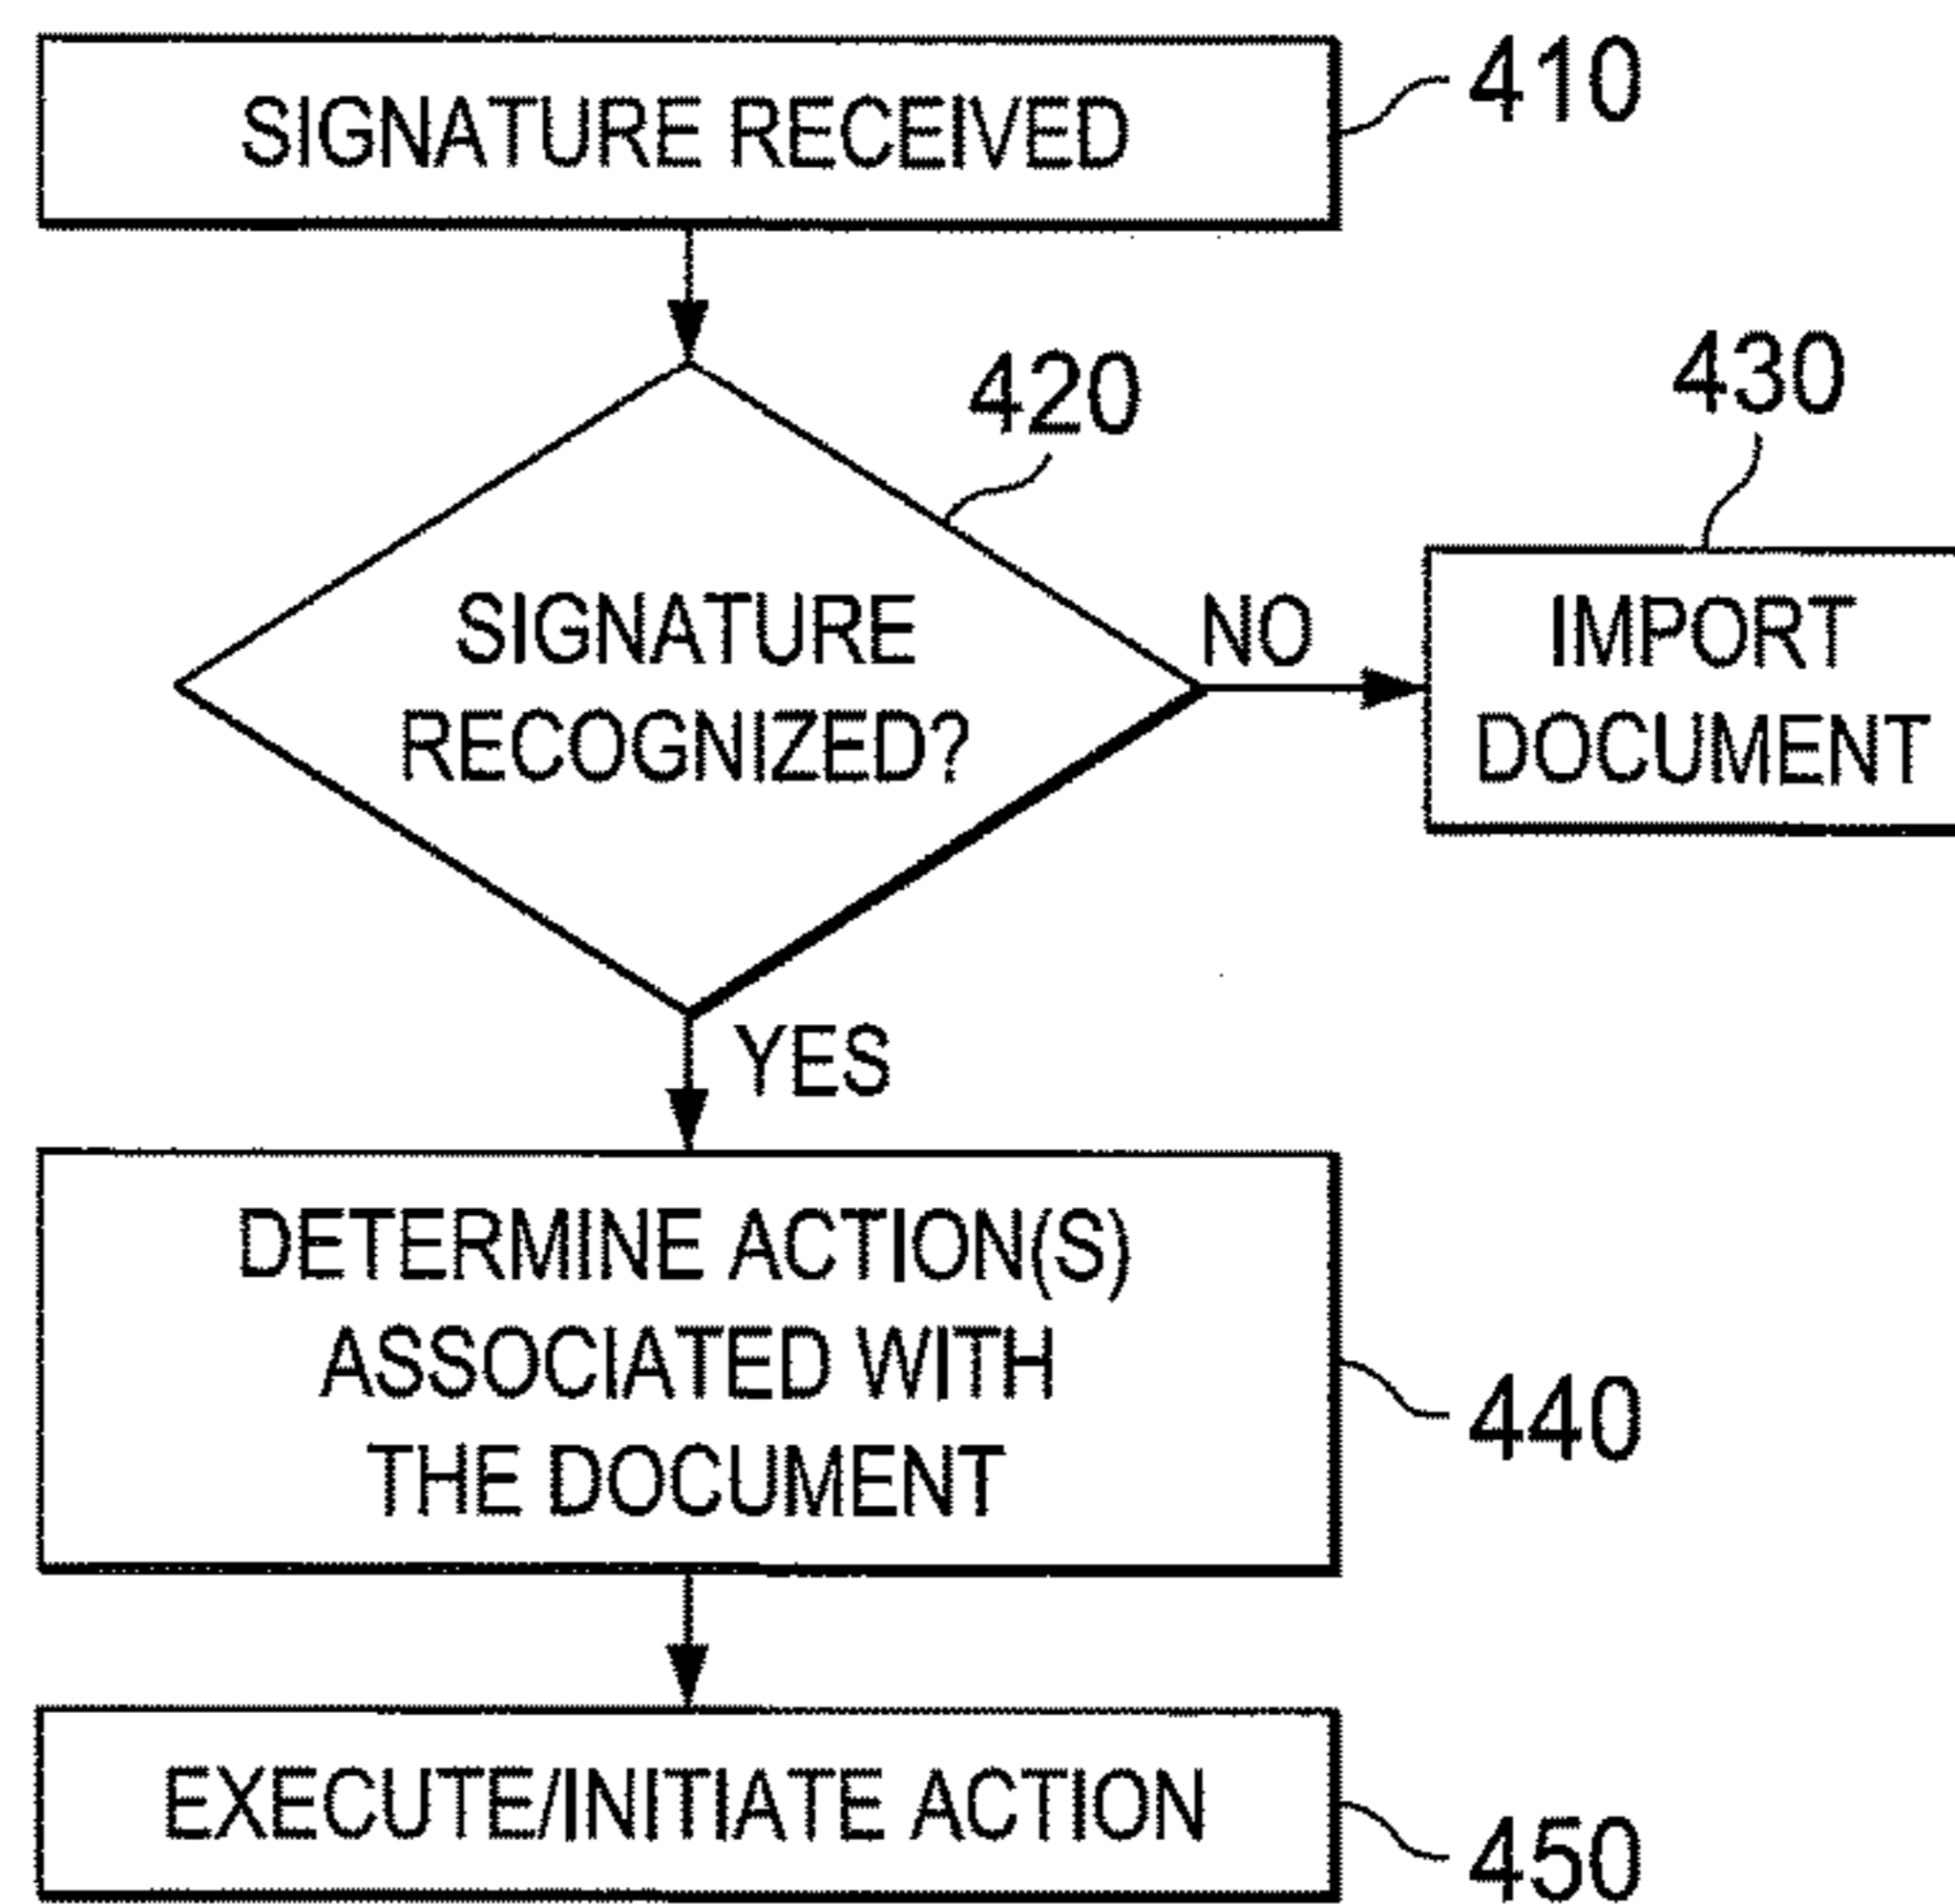 SIGNATURE RECEIVED
410
420
430
SIGNATURE
RECOGNIZED?
NO
IMPORT
DOCUMENT
YES
DETERMINE ACTION(S)
ASSOCIATED WITH
THE DOCUMENT
440
EXECUTE/INITIATE ACTION
450